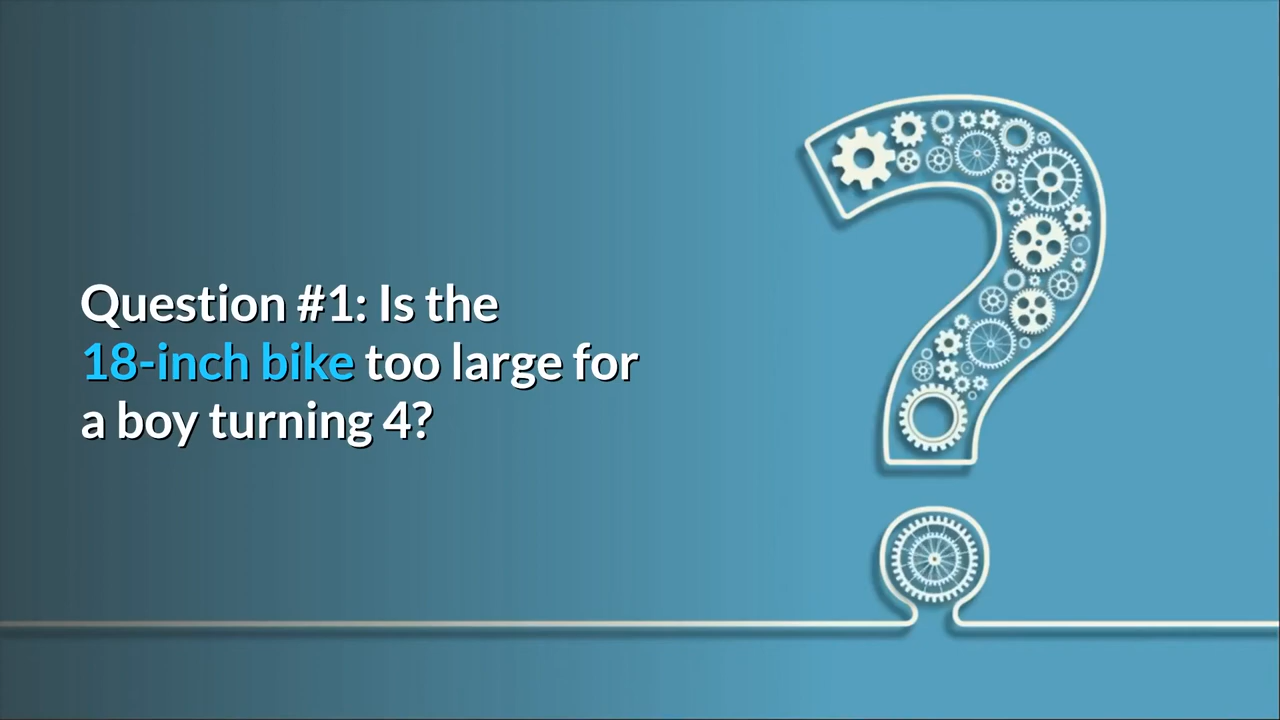 Question #1: Is the
18-inch bike too large for
a boy turning 4?